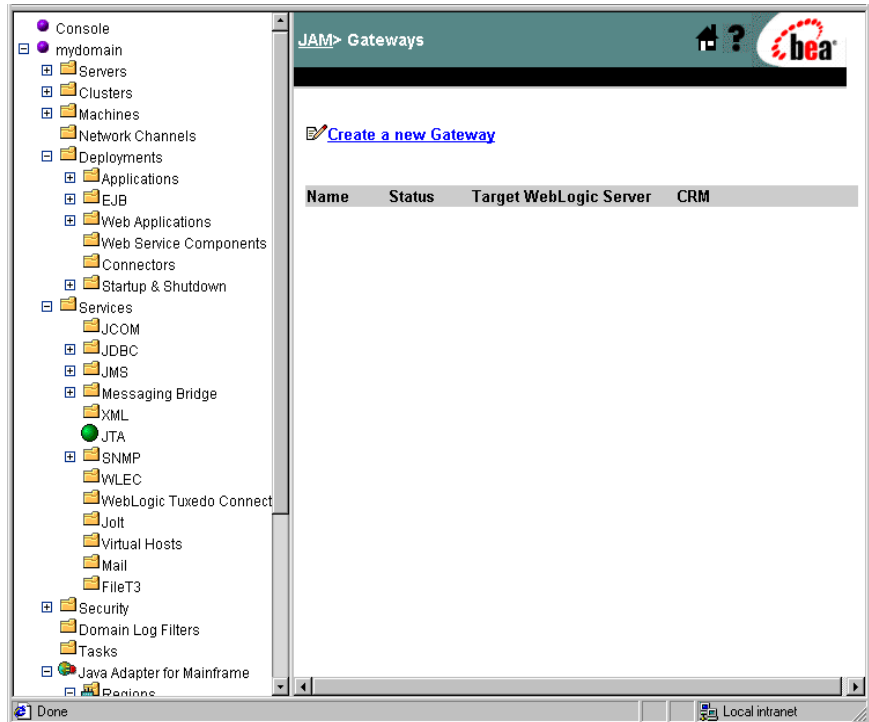 Console
mydomain
Servers
Clusters
Machines
Network Channels
Deployments
Applications
EJB
Web Applications
Web Service Components
Connectors
Startup & Shutdown
Services
JCOM
JDBC
JMS
Messaging Bridge
XML
JTA
SNMP
WLEC
WebLogic Tuxedo Connect
Jolt
Virtual Hosts
Mail
FileT3
Security
Domain Log Filters
Tasks
Java Adapter for Mainframe
Regions
JAM> Gateways
?
bea
Create a new Gateway
Name Status Target WebLogic Server CRM
Done
Local intranet